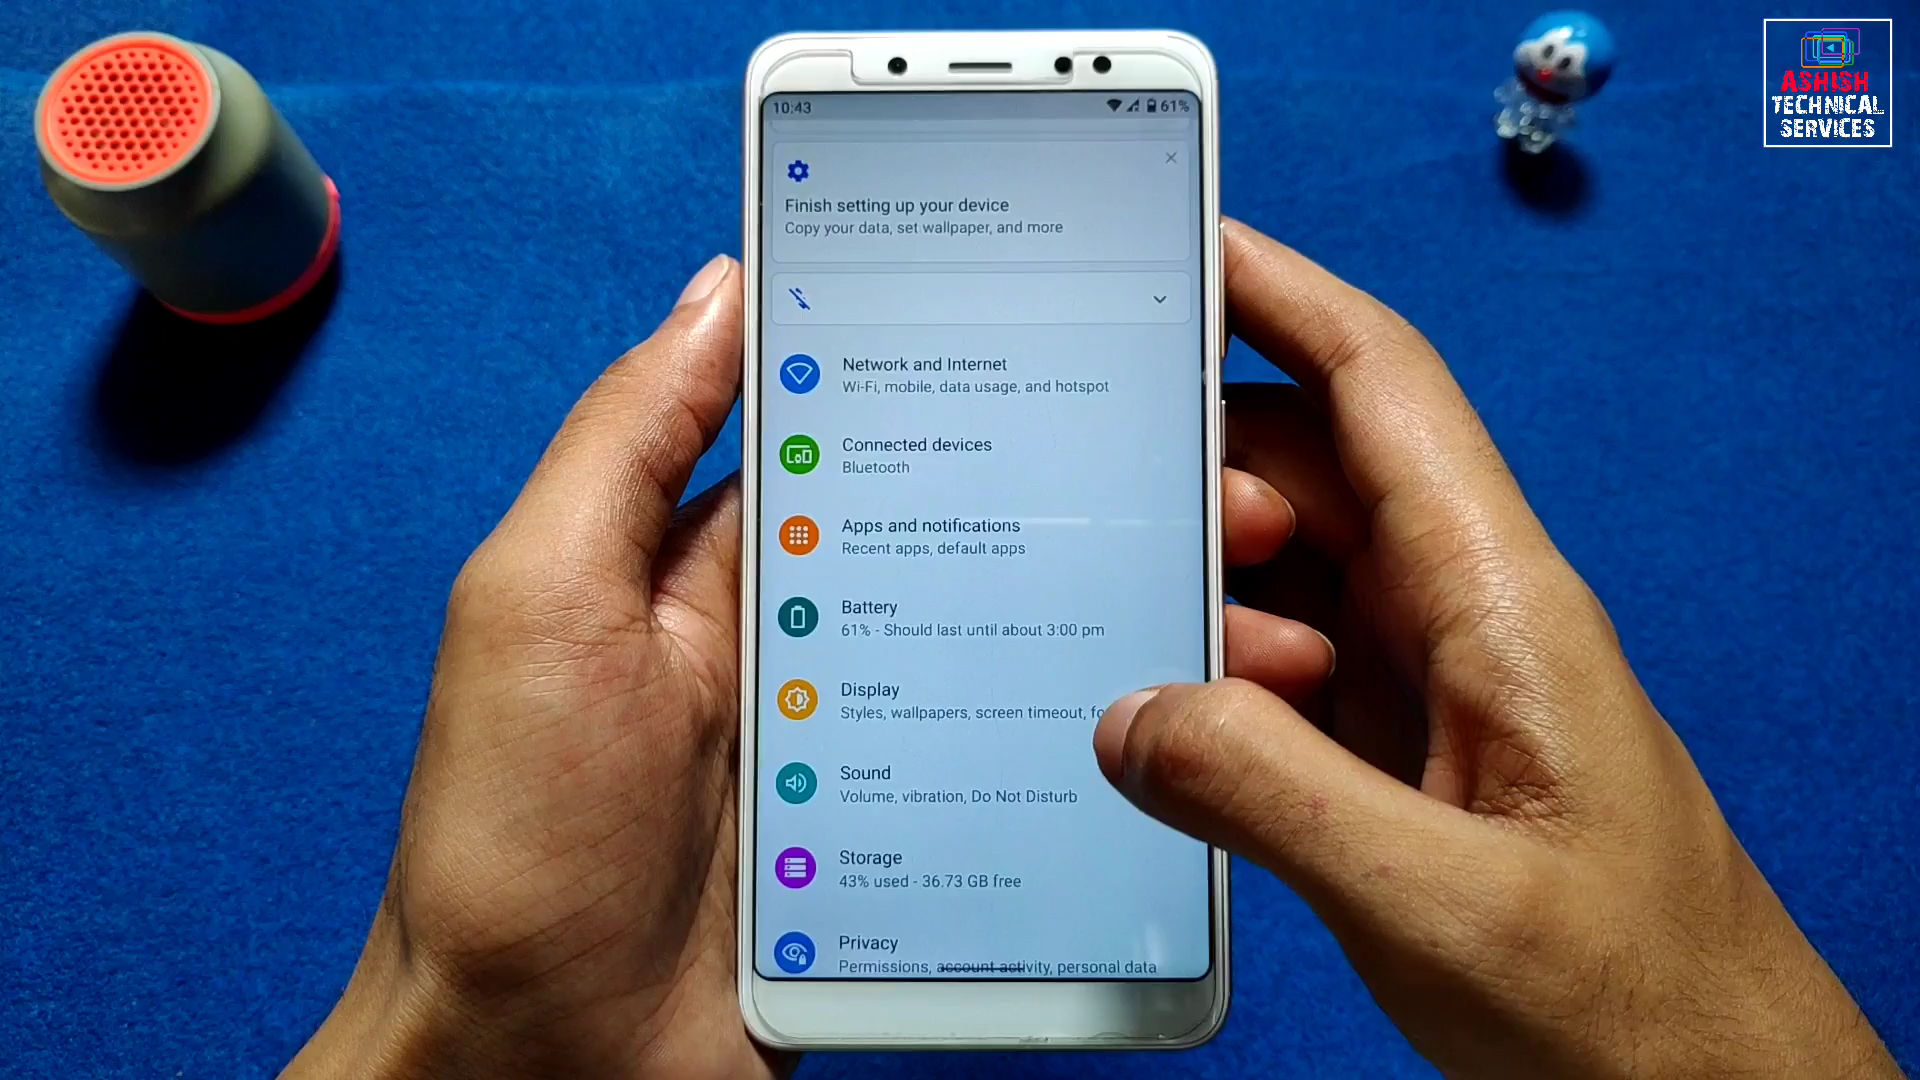 10:43
61%
ASHISH
TECHNICAL
SERVICES
Finish setting up your device
Copy your data, set wallpaper, and more
Network and Internet
Wi-Fi, mobile, data usage, and hotspot
Connected devices
Bluetooth
Apps and notifications
Recent apps, default apps
Battery
61% - Should last until about 3:00 pm
Display
Styles, wallpapers, screen timeout, fo
Sound
Volume, vibration, Do Not Disturb
Storage
43% used - 36.73 GB free
Privacy
Permissions, account activity, personal data